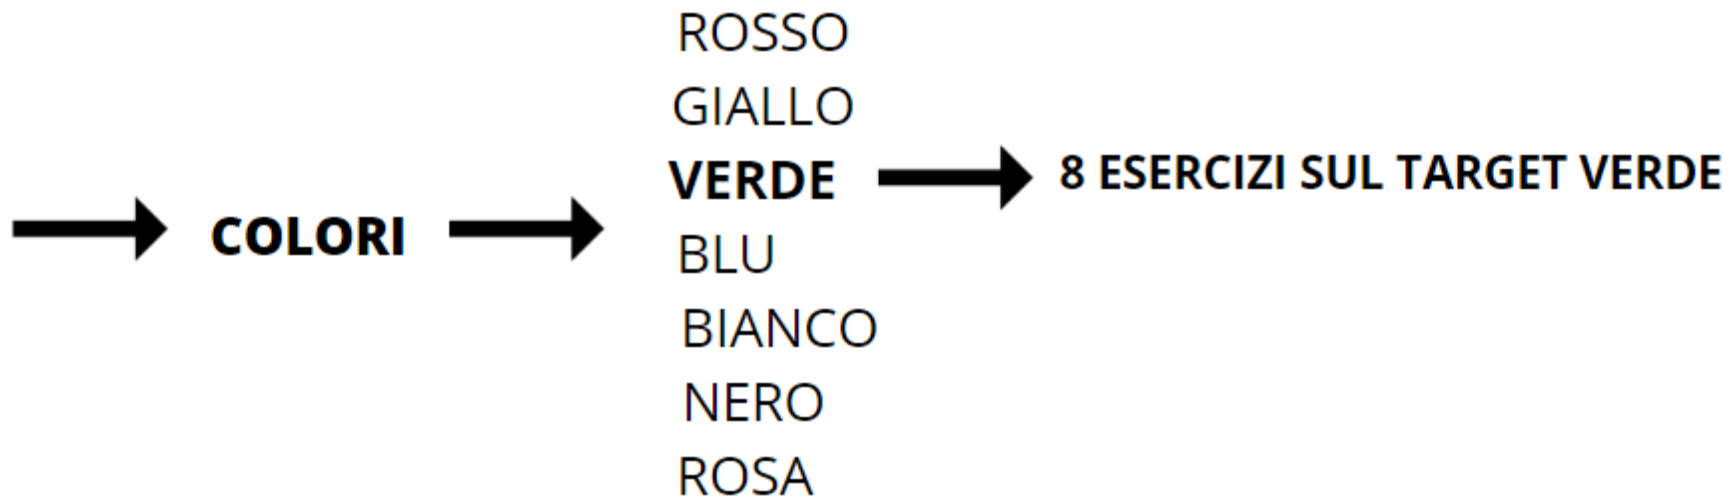 COLORI
ROSSO
GIALLO
VERDE
BLU
BIANCO
NERO
ROSA
8 ESERCIZI SUL TARGET VERDE